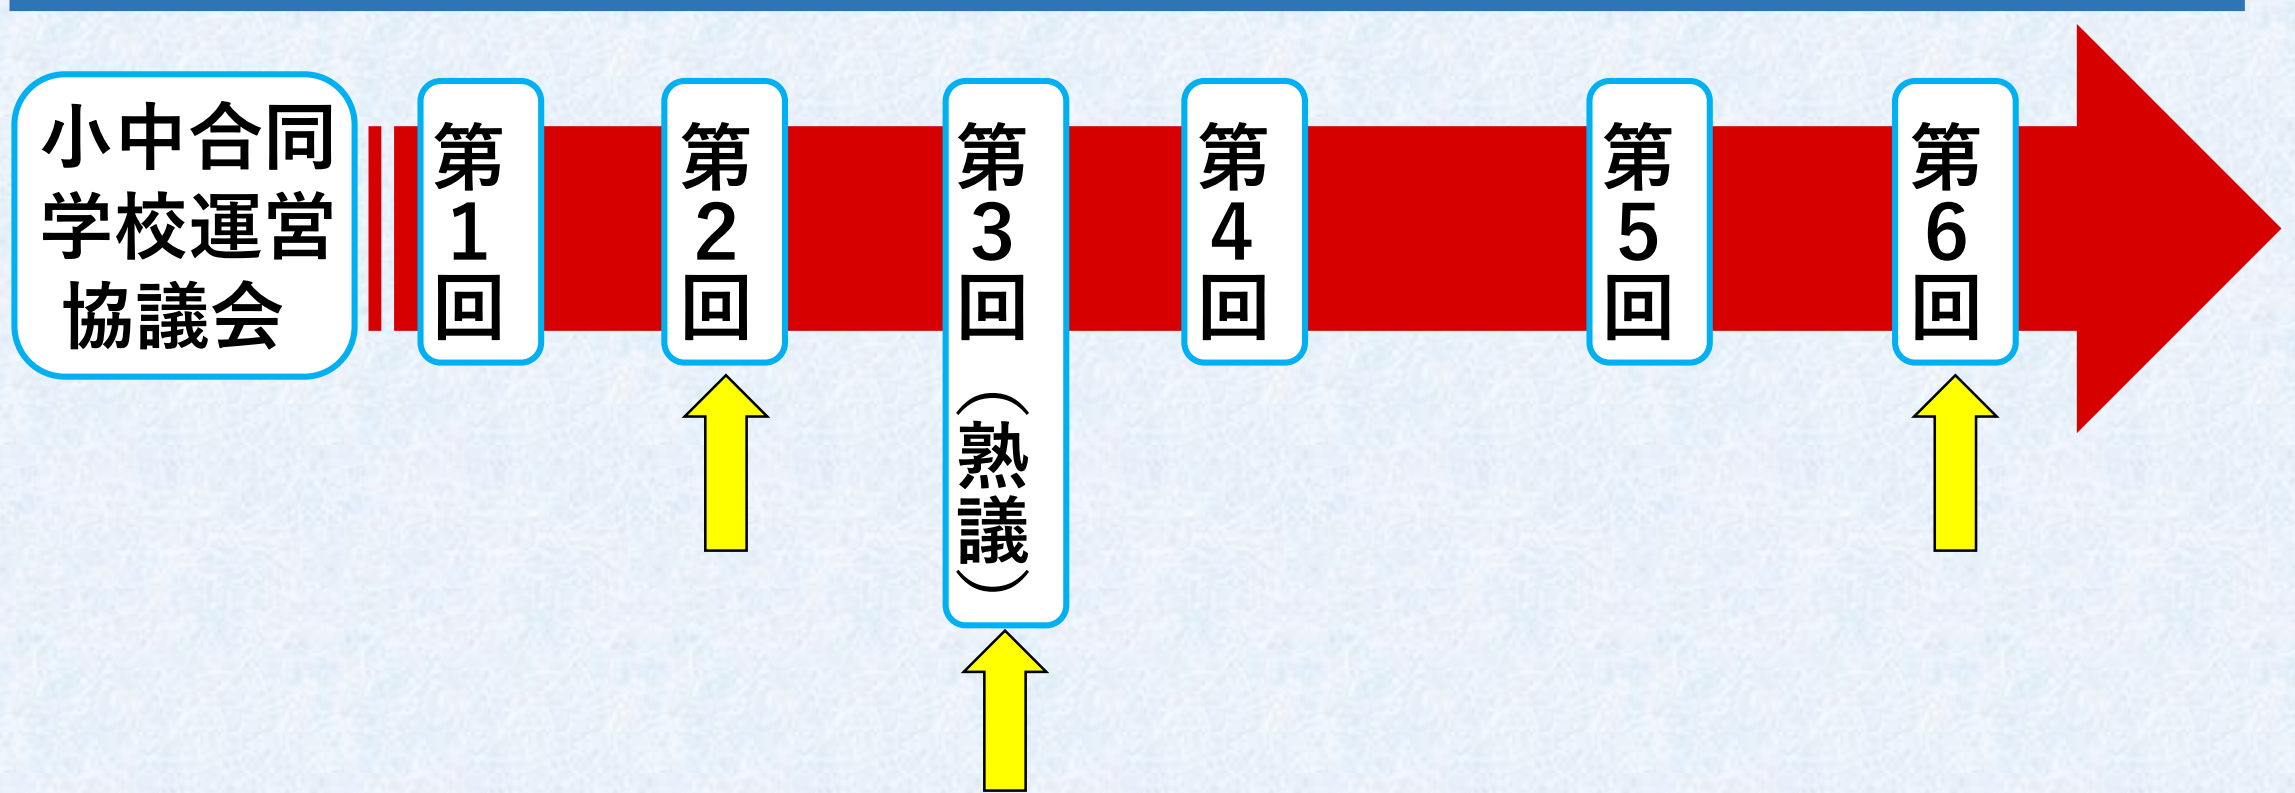 小中合同
学校運営
協議会
第1回
第2回
第3回（熟議）
第4回
第5回
第6回